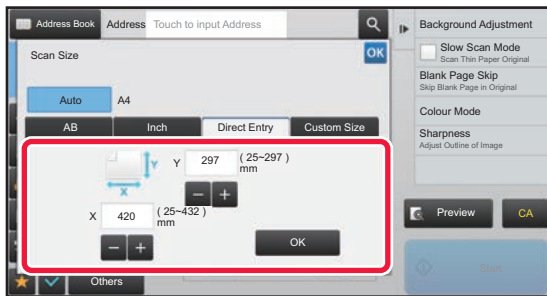 Address Book
Address
Touch to input Address
Background Adjustment
Scan Size
OK
Slow Scan Mode
Scan Thin Paper Original
Blank Page Skip
Skip Blank Page in Original
Auto
A4
Colour Mode
AB
Inch
Direct Entry
Custom Size
Sharpness
Adjust Outline of Image
Y
Y
297
( 25~297 )
mm
X
X
420
( 25~432 )
mm
OK
Preview
CA
Others
Start